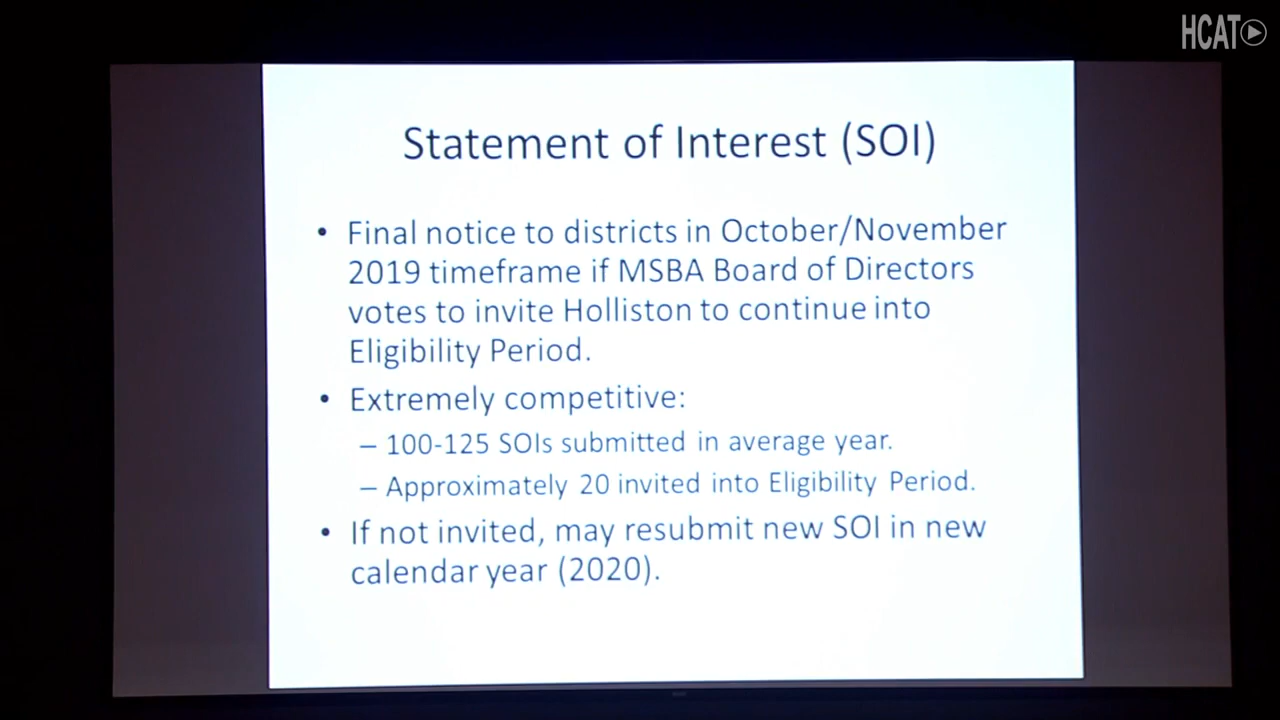 HCAT
Statement of Interest (SOI)
• Final notice to districts in October/November
2019 timeframe if MSBA Board of Directors
votes to invite Holliston to continue into
Eligibility Period.
• Extremely competitive:
– 100-125 SOIs submitted in average year.
– Approximately 20 invited into Eligibility Period.
• If not invited, may resubmit new SOI in new
calendar year (2020).